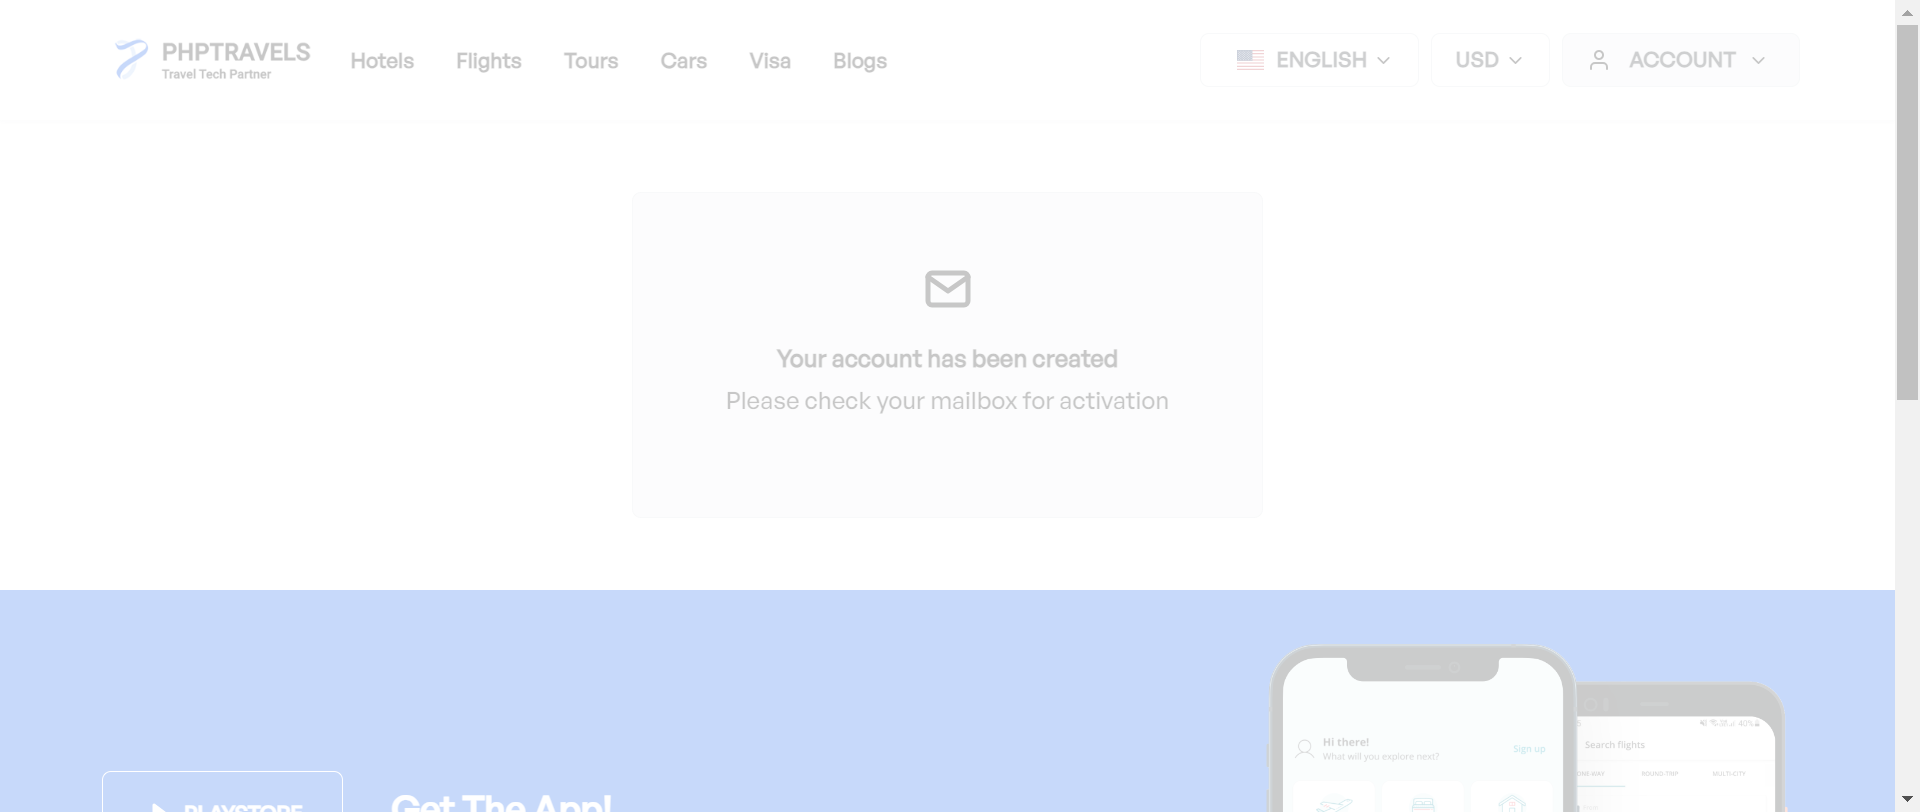 PHPTRAVELS
Travel Tech Partner
Hotels Flights Tours Cars Visa Blogs
ENGLISH USD ACCOUNT
Your account has been created
Please check your mailbox for activation
Hi there!
What will you explore next?
Sign up
40%
Search flights
ONE-WAY ROUND-TRIP MULTI-CITY
PLAYSTORE
Get The App!